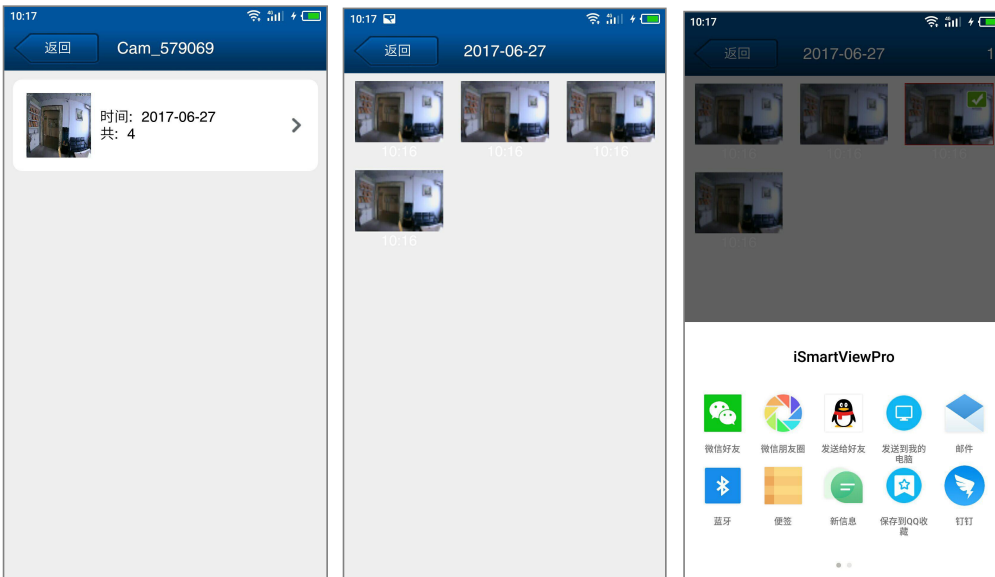 10:17
返回
Cam_579069
时间: 2017-06-27
共: 4
10:17
返回
2017-06-27
10:16
10:16
10:16
10:16
10:17
返回
2017-06-27
1
10:16
10:16
10:16
10:16
iSmartViewPro
微信好友
微信朋友圈
发送给好友
发送到我的
电脑
邮件
蓝牙
便签
新信息
保存到QQ收
藏
钉钉